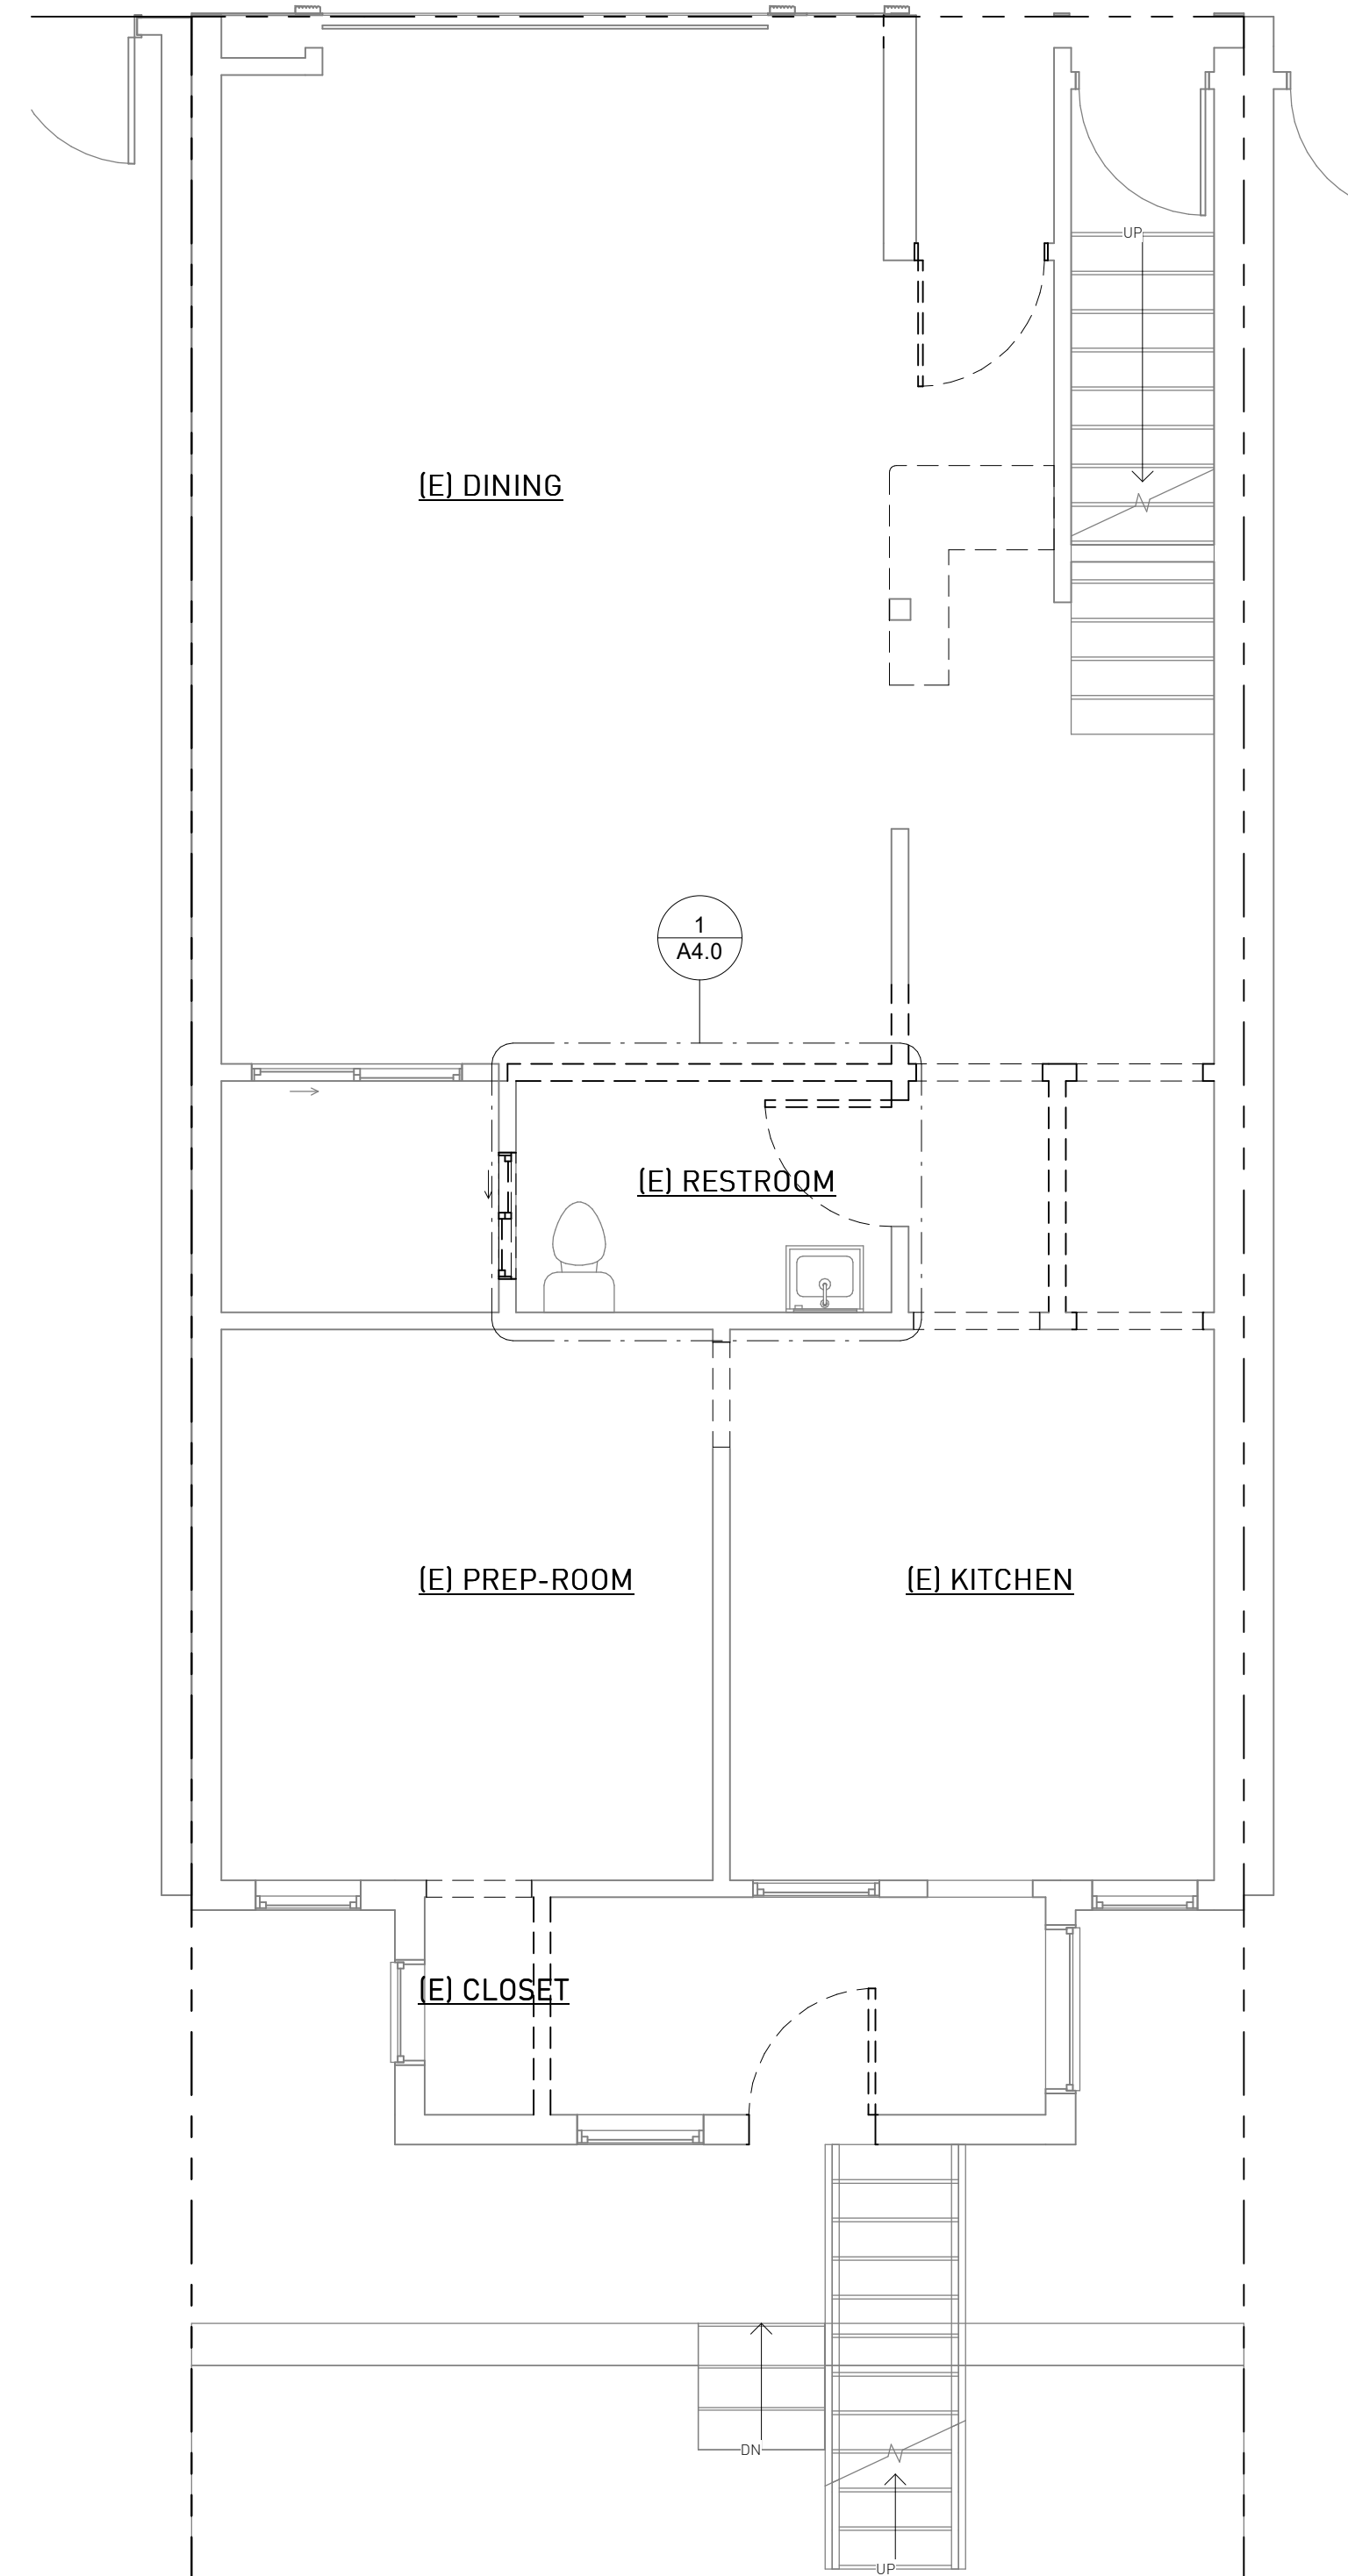 UP
(E) DINING
1
A4.0
(E) RESTROOM
(E) PREP-ROOM
(E) KITCHEN
(E) CLOSET
DN
UP